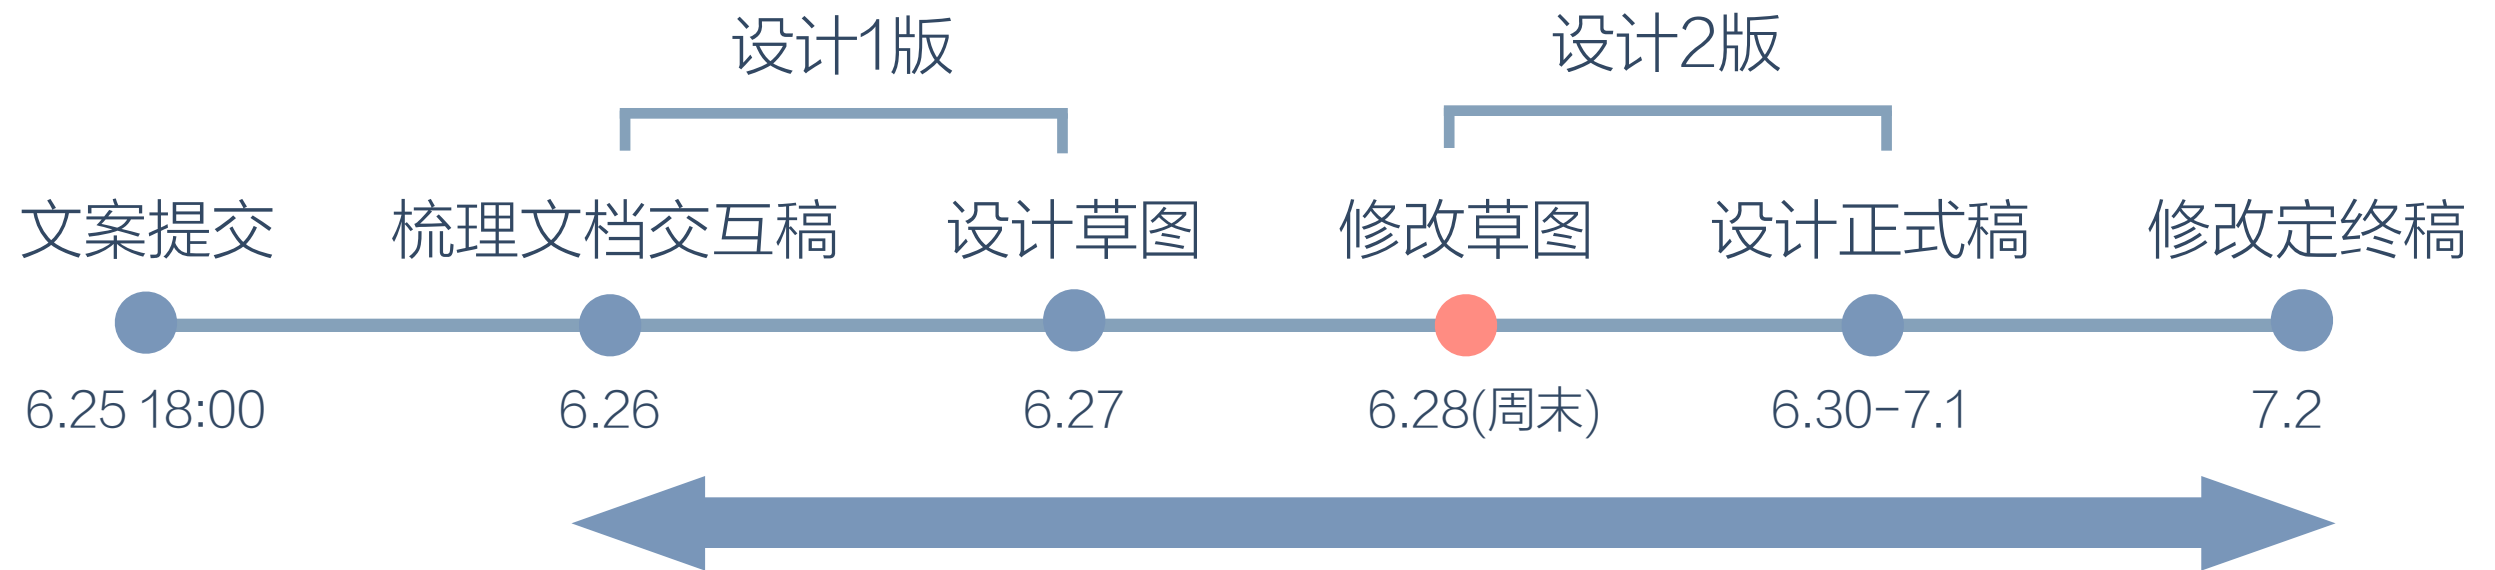 设计1版
设计2版
文案提交
梳理文档交互稿
设计草图
修改草图
设计正式稿
修改定终稿
6.25 18:00
6.26
6.27
6.28(周末)
6.30-7.1
7.2